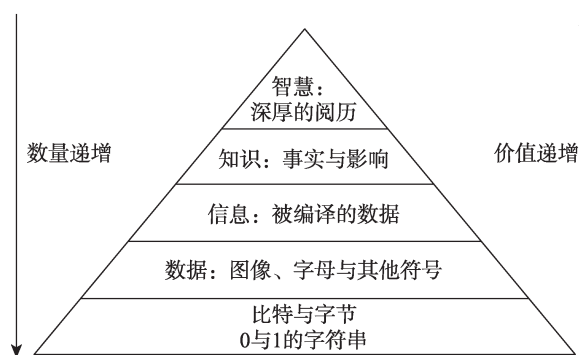 智慧：
深厚的阅历
数量递增
知识：事实与影响
价值递增
信息：被编译的数据
数据：图像、字母与其他符号
比特与字节
0与1的字符串